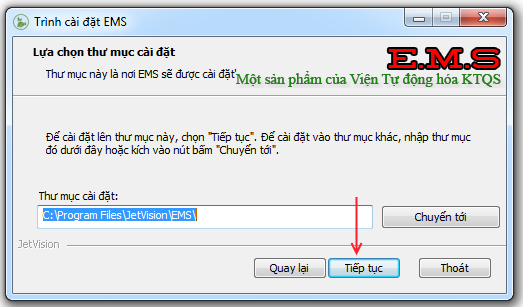 Trình cài đặt EMS
Lựa chọn thư mục cài đặt
E.M.S
Thư mục này là nơi EMS sẽ được cài đặt
Một sản phẩm của Viện Tự động hóa KTQS
Để cài đặt lên thư mục này, chọn "Tiếp tục". Để cài đặt vào thư mục khác, nhập thư mục
đó dưới đây hoặc kích vào nút bấm "Chuyển tới".
Thư mục cài đặt:
C:\Program Files\JetVision\EMS\
Chuyển tới
JetVision
Quay lại
Tiếp tục
Thoát